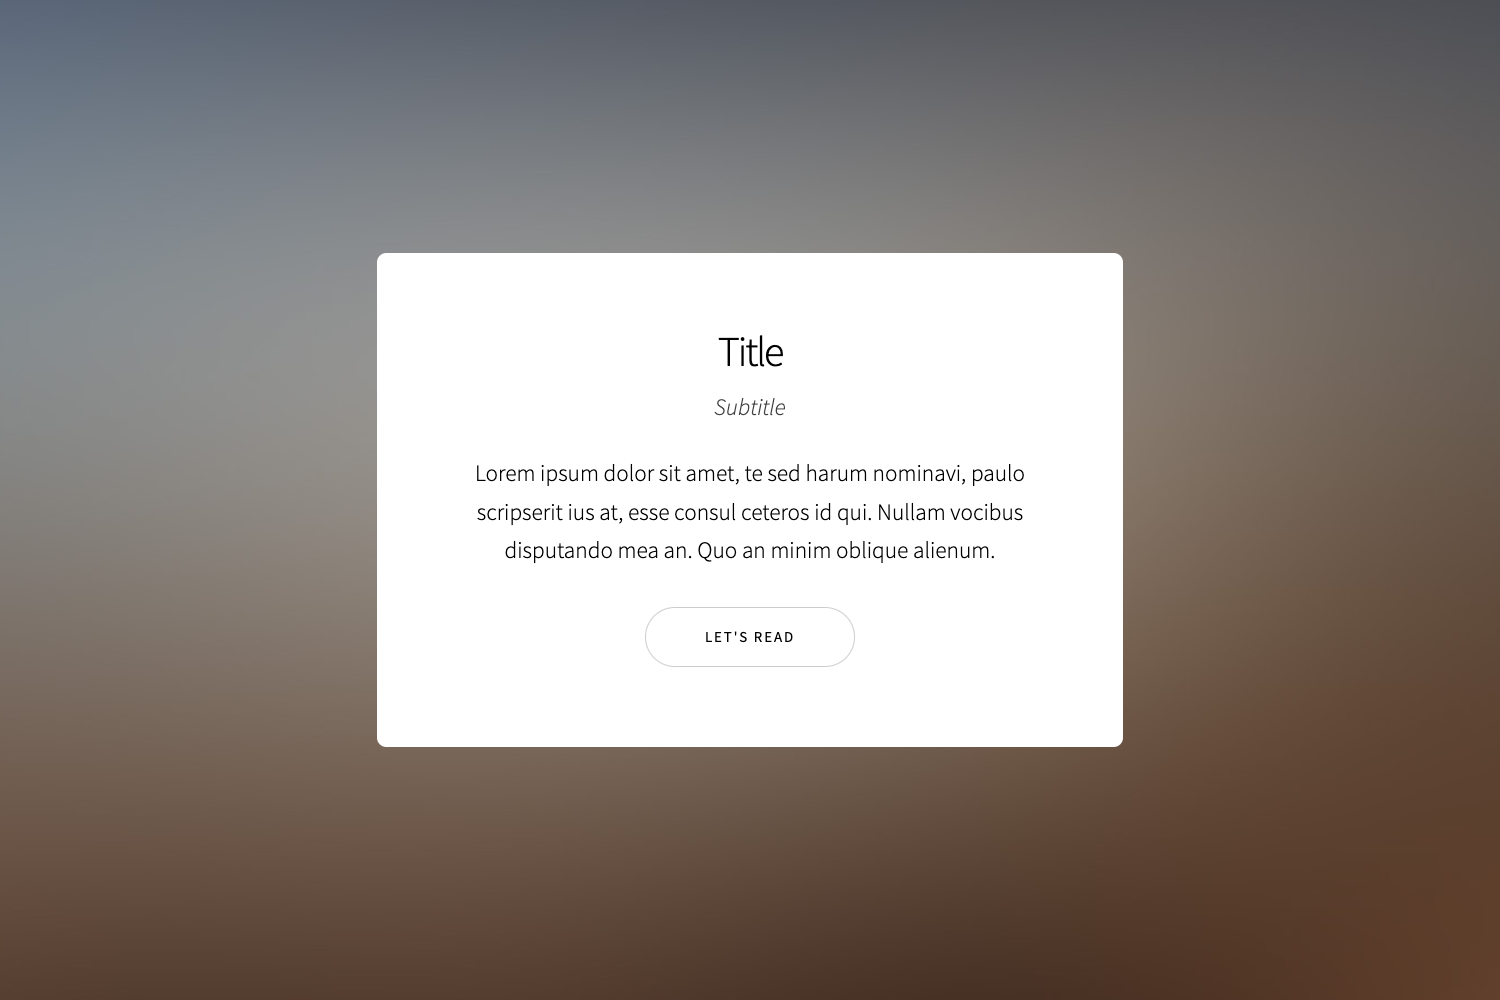 Title
Subtitle
Lorem ipsum dolor sit amet, te sed harum nominavi, paulo
scripserit ius at, esse consul ceteros id qui. Nullam vocibus
disputando mea an. Quo an minim oblique alienum.
LET'S READ